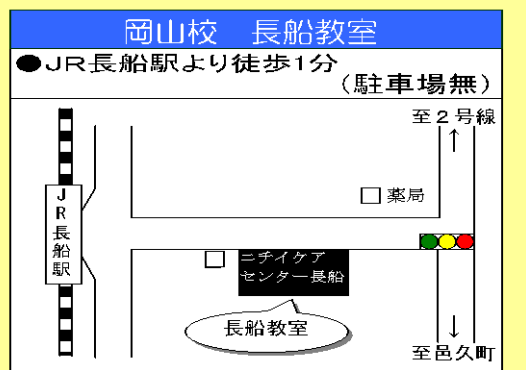 岡山校 長船教室
●JR長船駅より徒歩1分
(駐車場無)
至2号線
↑
薬局
JR長船駅
ニチイケア
センター長船
長船教室
↓
至邑久町